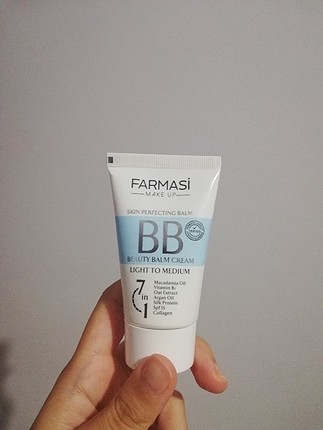 FARMASİ
MAKE UP
SKIN PERFECTING BALM
BB
BEAUTY BALM CREAM
LIGHT TO MEDIUM
7 in 1
Macadamia Oil
Vitamin B5
Oat Extract
Argan Oil
Silk Protein
Spf 15
Collagen